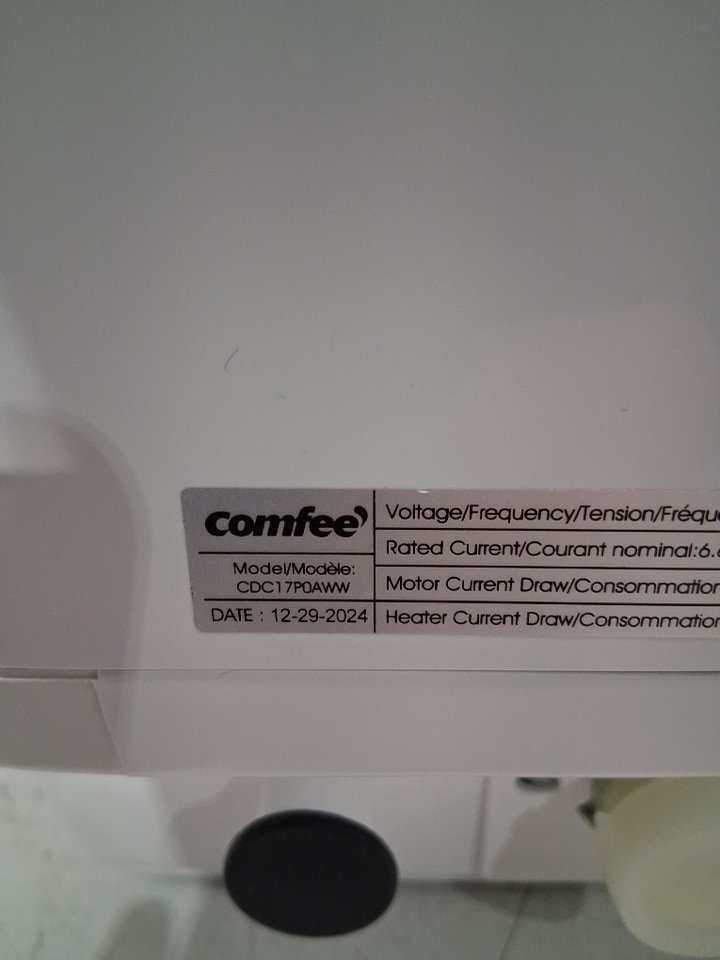 comfee
Model/Modèle:
CDC17P0AWW
DATE : 12-29-2024
Voltage/Frequency/Tension/Fréqu
Rated Current/Courant nominal:6.
Motor Current Draw/Consommation
Heater Current Draw/Consommation